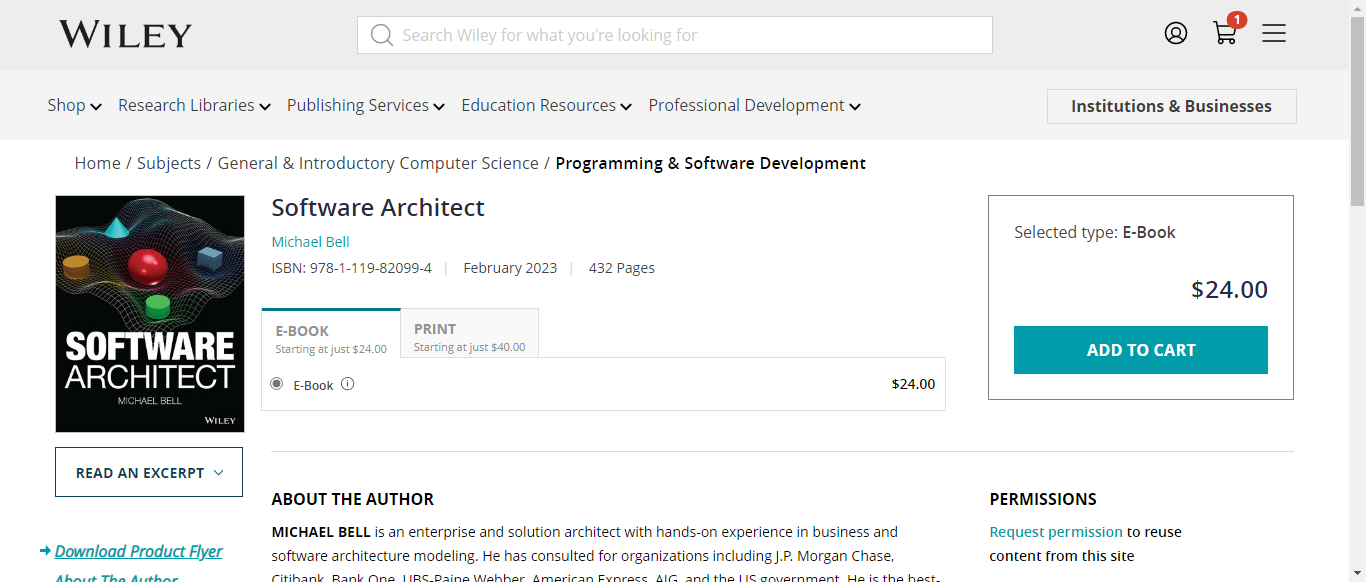 WILEY
Search Wiley for what you're looking for
1
Shop Research Libraries Publishing Services Education Resources Professional Development
Institutions & Businesses
Home / Subjects / General & Introductory Computer Science / Programming & Software Development
SOFTWARE
ARCHITECT
MICHAEL BELL
WILEY
READ AN EXCERPT
Download Product Flyer
About The Author
Software Architect
Michael Bell
ISBN: 978-1-119-82099-4 | February 2023 | 432 Pages
E-BOOK
Starting at just $24.00
PRINT
Starting at just $40.00
E-Book $24.00
Selected type: E-Book
$24.00
ADD TO CART
ABOUT THE AUTHOR
MICHAEL BELL is an enterprise and solution architect with hands-on experience in business and
software architecture modeling. He has consulted for organizations including J.P. Morgan Chase,
Citibank, Bank One, UBS-Paine Webber, American Express, AIG, and the US government. He is the best-
PERMISSIONS
Request permission to reuse
content from this site